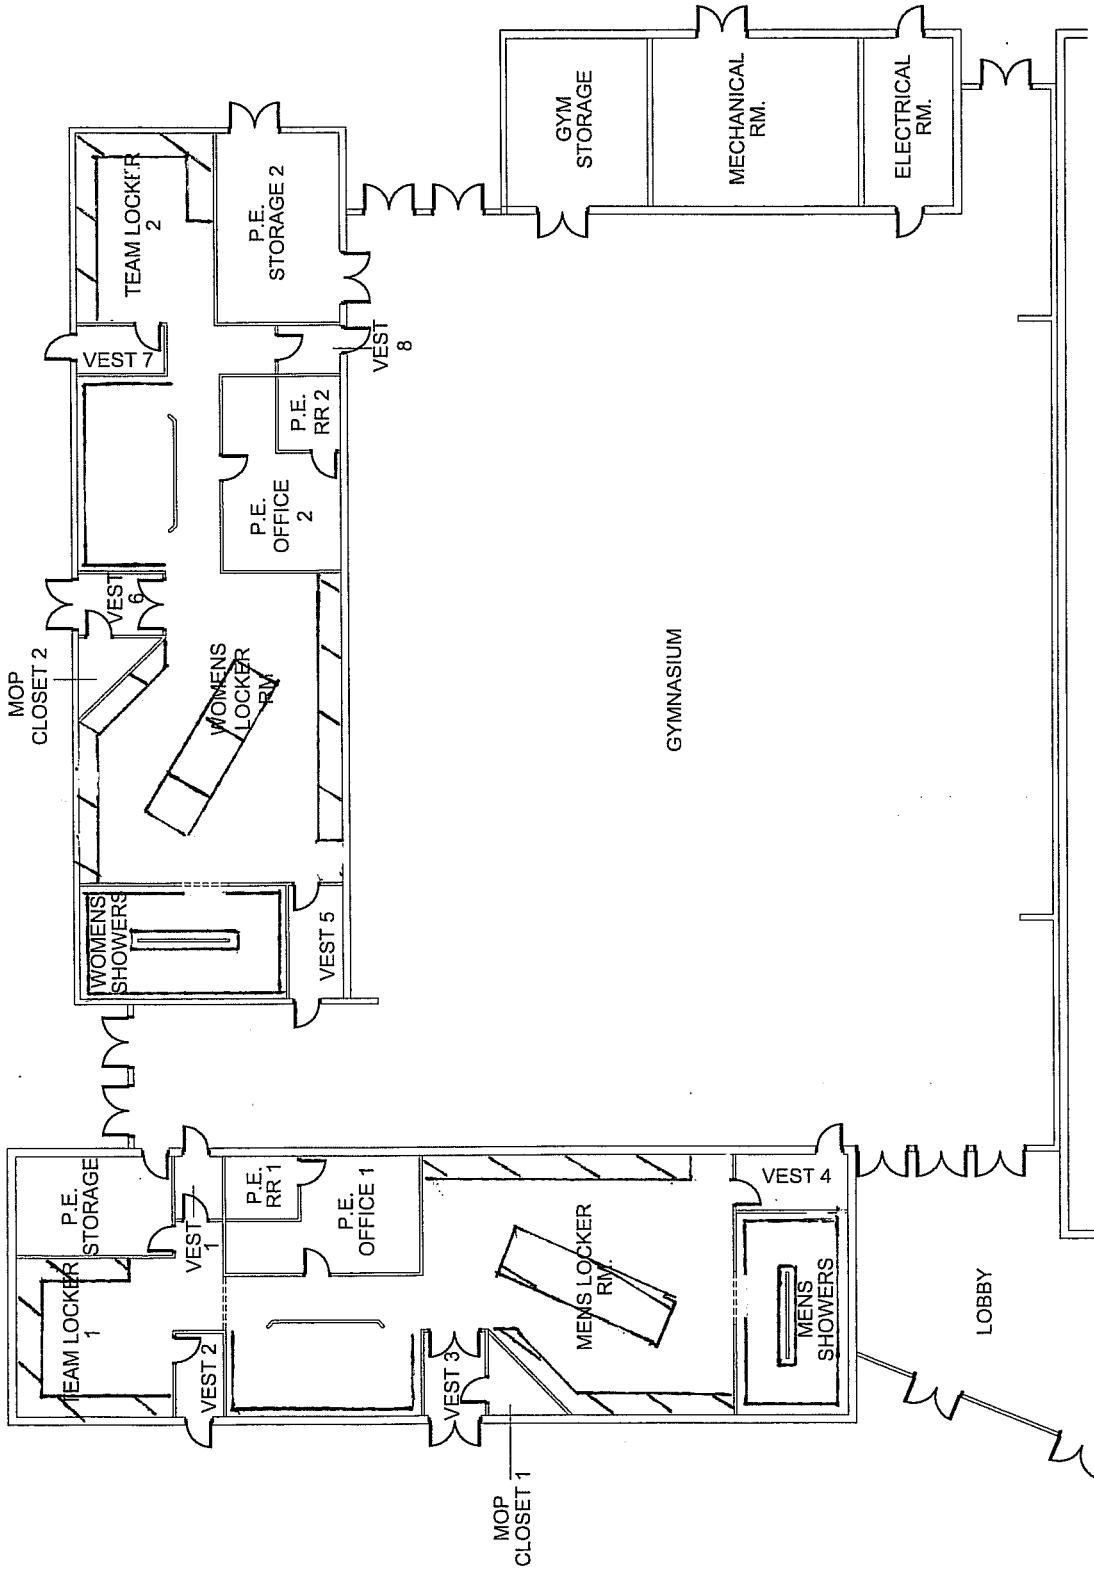 GYM
STORAGE
MECHANICAL
RM.
ELECTRICAL
RM.
TEAM LOCKER
2
P.E.
STORAGE 2
VEST 7
VEST
8
P.E.
RR 2
P.E.
OFFICE
2
VEST
6
MOP
CLOSET 2
WOMENS
LOCKER
RM.
WOMENS
SHOWERS
VEST 5
GYMNASIUM
P.E.
STORAGE
TEAM LOCKER
1
VEST
1
VEST 2
P.E.
RR 1
P.E.
OFFICE 1
VEST 3
MOP
CLOSET 1
MENS LOCKER
RM.
VEST 4
MENS
SHOWERS
LOBBY